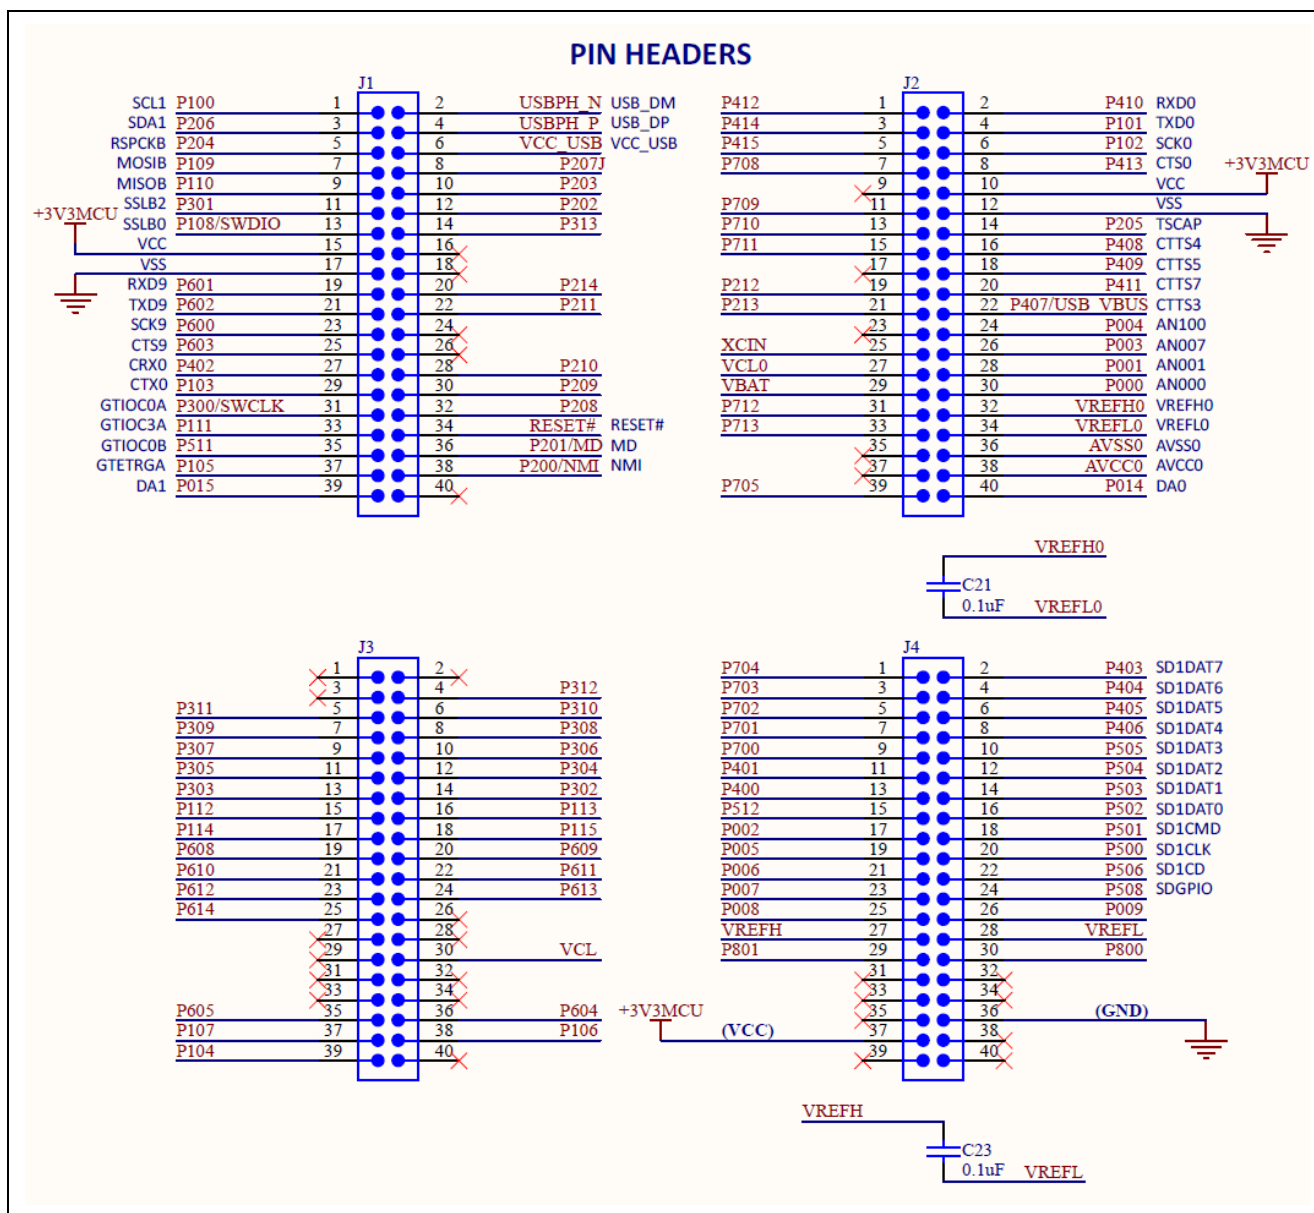 PIN HEADERS
J1
SCL1 P100 1 2 USBPH_N USB_DM
SDA1 P206 3 4 USBPH_P USB_DP
RSPCKB P204 5 6 VCC_USB VCC_USB
MOSIB P109 7 8 P207J
MISOB P110 9 10 P203
SSLB2 P301 11 12 P202
+3V3MCU
SSLB0 P108/SWDIO 13 14 P313
VCC 15 16
VSS 17 18
RXD9 P601 19 20 P214
TXD9 P602 21 22 P211
SCK9 P600 23 24
CTS9 P603 25 26
CRX0 P402 27 28 P210
CTX0 P103 29 30 P209
GTIOC0A P300/SWCLK 31 32 P208
GTIOC3A P111 33 34 RESET# RESET#
GTIOC0B P511 35 36 P201/MD MD
GTETRGA P105 37 38 P200/NMI NMI
DA1 P015 39 40
J2
P412 1 2 P410 RXD0
P414 3 4 P101 TXD0
P415 5 6 P102 SCK0
P708 7 8 P413 CTS0
+3V3MCU
9 10 VCC
P709 11 12 VSS
P710 13 14 P205 TSCAP
P711 15 16 P408 CTTS4
17 18 P409 CTTS5
P212 19 20 P411 CTTS7
P213 21 22 P407/USB_VBUS CTTS3
23 24 P004 AN100
XCIN 25 26 P003 AN007
VCL0 27 28 P001 AN001
VBAT 29 30 P000 AN000
P712 31 32 VREFH0 VREFH0
P713 33 34 VREFL0 VREFL0
35 36 AVSS0 AVSS0
37 38 AVCC0 AVCC0
P705 39 40 P014 DA0
VREFH0
C21
0.1uF VREFL0
J3
1 2
3 4 P312
P311 5 6 P310
P309 7 8 P308
P307 9 10 P306
P305 11 12 P304
P303 13 14 P302
P112 15 16 P113
P114 17 18 P115
P608 19 20 P609
P610 21 22 P611
P612 23 24 P613
P614 25 26
27 28
29 30 VCL
31 32
33 34
P605 35 36 P604
P107 37 38 P106
P104 39 40
J4
P704 1 2 P403 SD1DAT7
P703 3 4 P404 SD1DAT6
P702 5 6 P405 SD1DAT5
P701 7 8 P406 SD1DAT4
P700 9 10 P505 SD1DAT3
P401 11 12 P504 SD1DAT2
P400 13 14 P503 SD1DAT1
P512 15 16 P502 SD1DAT0
P002 17 18 P501 SD1CMD
P005 19 20 P500 SD1CLK
P006 21 22 P506 SD1CD
P007 23 24 P508 SDGPIO
P008 25 26 P009
VREFH 27 28 VREFL
P801 29 30 P800
31 32
33 34
+3V3MCU
35 36 (GND)
(VCC) 37 38
39 40
VREFH
C23
0.1uF VREFL